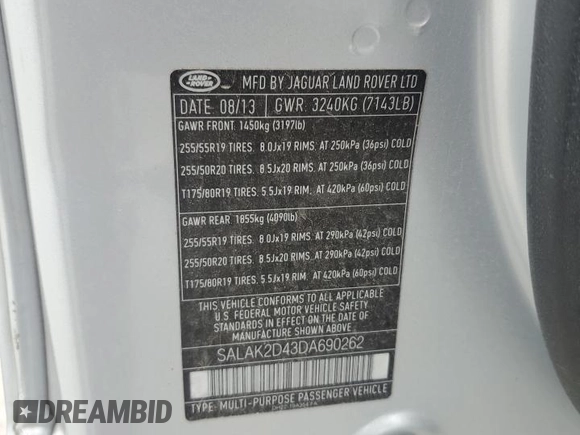 LAND ROVER
MFD BY JAGUAR LAND ROVER LTD
DATE 08/13 GWR: 3240KG (7143LB)
GAWR FRONT: 1450kg (3197lb)
255/55R19 TIRES. 8.0Jx19 RIMS. AT 250kPa (36psi) COLD
255/50R20 TIRES. 8.5Jx20 RIMS. AT 250kPa (36psi) COLD
T175/80R19 TIRES. 5.5Jx19 RIM. AT 420kPa (60psi) COLD
GAWR REAR: 1855kg (4090lb)
255/55R19 TIRES. 8.0Jx19 RIMS. AT 290kPa (42psi) COLD
255/50R20 TIRES. 8.5Jx20 RIMS. AT 290kPa (42psi) COLD
T175/80R19 TIRES. 5.5Jx19 RIM. AT 420kPa (60psi) COLD
THIS VEHICLE CONFORMS TO ALL APPLICABLE
U.S. FEDERAL MOTOR VEHICLE SAFETY
STANDARDS IN EFFECT ON THE DATE OF
MANUFACTURE SHOWN ABOVE.
SALAK2D43DA690262
TYPE: MULTI-PURPOSE PASSENGER VEHICLE
DREAMBID